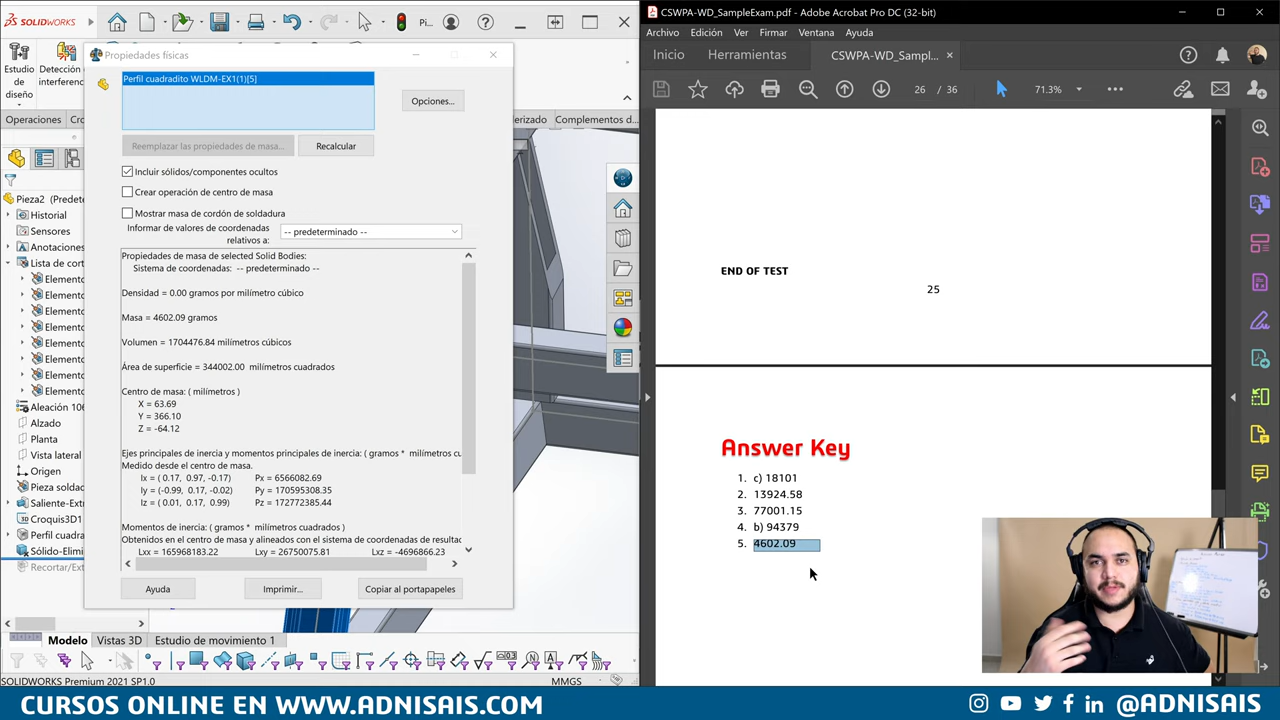 SOLIDWORKS
Pi...
CSWPA-WD_SampleExam.pdf - Adobe Acrobat Pro DC (32-bit)
Archivo Edición Ver Firmar Ventana Ayuda
Inicio Herramientas CSWPA-WD_Sampl...
26 / 36 71.3%
Estudio de diseño
Detección interferenc
Operaciones
Complementos d...
Propiedades físicas
Perfil cuadradito WLDM-EX1(1)[5]
Opciones...
Reemplazar las propiedades de masa...
Recalcular
Incluir sólidos/componentes ocultos
Crear operación de centro de masa
Mostrar masa de cordón de soldadura
Informar de valores de coordenadas
relativos a:
-- predeterminado --
Propiedades de masa de selected Solid Bodies:
Sistema de coordenadas: -- predeterminado --
Densidad = 0.00 gramos por milímetro cúbico
Masa = 4602.09 gramos
Volumen = 1704476.84 milímetros cúbicos
Área de superficie = 344002.00 milímetros cuadrados
Centro de masa: ( milímetros )
X = 63.69
Y = 366.10
Z = -64.12
Ejes principales de inercia y momentos principales de inercia: ( gramos * milímetros cu
Medido desde el centro de masa.
Ix = ( 0.17, 0.97, -0.17) Px = 6566082.69
Iy = (-0.99, 0.17, -0.02) Py = 170595308.35
Iz = ( 0.01, 0.17, 0.99) Pz = 172772385.44
Momentos de inercia: ( gramos * milímetros cuadrados )
Obtenidos en el centro de masa y alineados con el sistema de coordenadas de resultac
Lxx = 165968183.22 Lxy = 26750075.81 Lxz = -4696866.23
Ayuda
Imprimir...
Copiar al portapapeles
Pieza2 (Predete
Historial
Sensores
Anotaciones
Lista de cort
Elemento
Elemento
Elemento
Elemento
Elemento
Elemento
Elemento
Elemento
Aleación 106
Alzado
Planta
Vista lateral
Origen
Pieza soldad
Saliente-Extr
Croquis3D1
Perfil cuadra
Sólido-Elimi
Recortar/Ext
Modelo Vistas 3D Estudio de movimiento 1
SOLIDWORKS Premium 2021 SP1.0
MMGS
END OF TEST
25
Answer Key
1. c) 18101
2. 13924.58
3. 77001.15
4. b) 94379
5. 4602.09
CURSOS ONLINE EN WWW.ADNISAIS.COM
@ADNISAIS